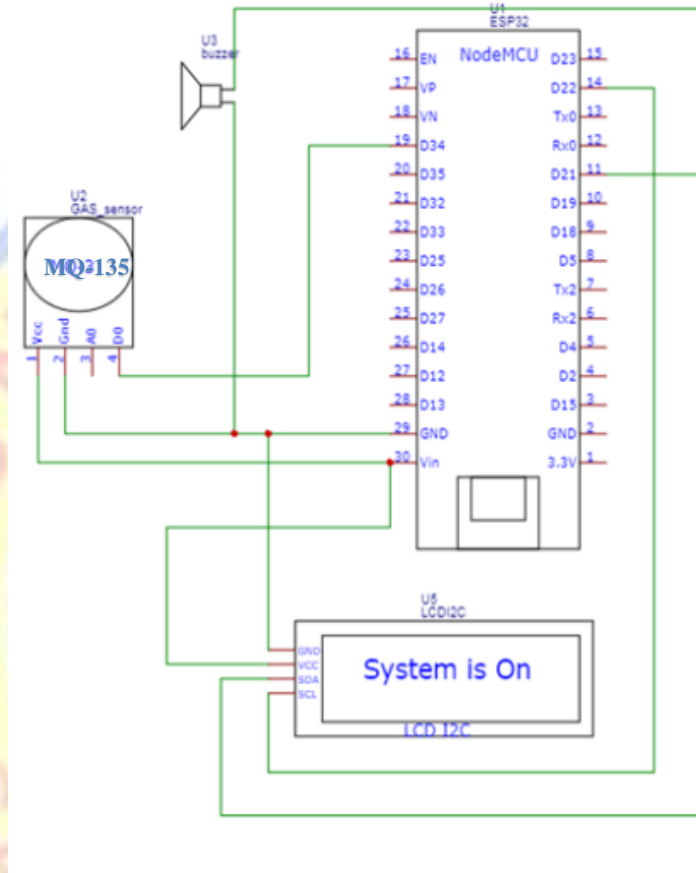 U1
ESP32
U3
buzzer
NodeMCU
16 EN
17 VP
18 VN
19 D34
20 D35
21 D32
22 D33
23 D25
24 D26
25 D27
26 D14
27 D12
28 D13
29 GND
30 Vin
D23 15
D22 14
Tx0 13
Rx0 12
D21 11
D19 10
D18 9
D5 8
Tx2 7
Rx2 6
D4 5
D2 4
D15 3
GND 2
3.3V 1
U2
GAS_sensor
MQ-135
Vcc Gnd A0 D0
1 2 3 4
U5
LCDI2C
GND
VCC
SDA
SCL
System is On
LCD I2C